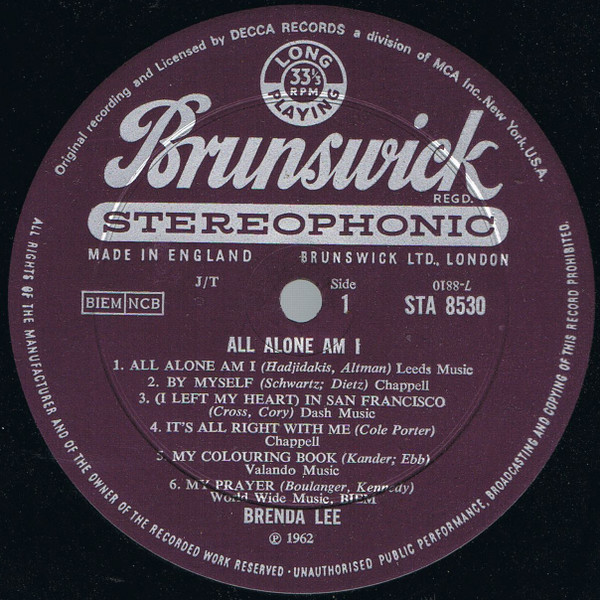 Original recording and Licensed by DECCA RECORDS a division of MCA Inc., New York, U.S.A.
LONG
33⅓
RPM
PLAYING
Brunswick
REGD.
STEREOPHONIC
MADE IN ENGLAND BRUNSWICK LTD., LONDON
J/T Side 7-8810
BIEM NCB 1 STA 8530
ALL ALONE AM I
1. ALL ALONE AM I (Hadjidakis, Altman) Leeds Music
2. BY MYSELF (Schwartz; Dietz) Chappell
3. (I LEFT MY HEART) IN SAN FRANCISCO
(Cross, Cory) Dash Music
4. IT'S ALL RIGHT WITH ME (Cole Porter)
Chappell
5. MY COLOURING BOOK (Kander; Ebb)
Valando Music
6. MY PRAYER (Boulanger, Kennedy)
World Wide Music, BIEM
BRENDA LEE
℗ 1962
ALL RIGHTS OF THE MANUFACTURER AND OF THE OWNER OF THE RECORDED WORK RESERVED · UNAUTHORISED PUBLIC PERFORMANCE, BROADCASTING AND COPYING OF THIS RECORD PROHIBITED.